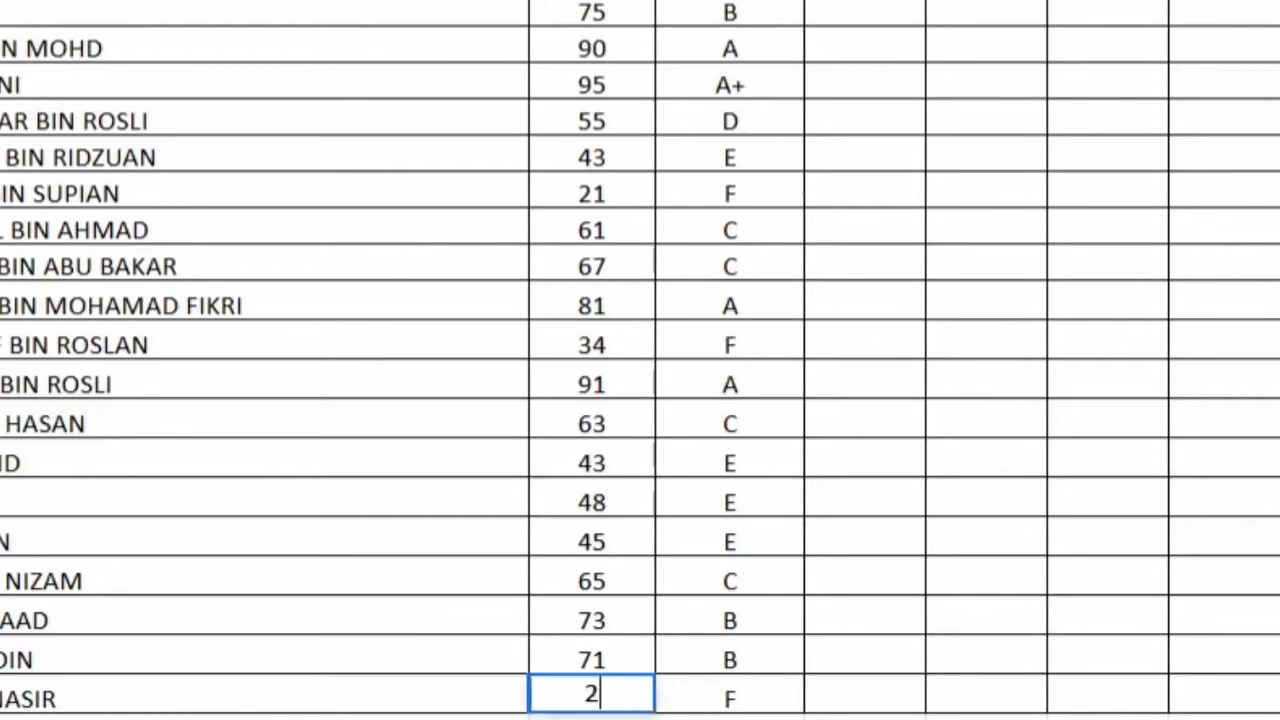 75 B
N MOHD 90 A
NI 95 A+
AR BIN ROSLI 55 D
BIN RIDZUAN 43 E
IN SUPIAN 21 F
BIN AHMAD 61 C
BIN ABU BAKAR 67 C
BIN MOHAMAD FIKRI 81 A
BIN ROSLAN 34 F
BIN ROSLI 91 A
HASAN 63 C
ID 43 E
48 E
N 45 E
NIZAM 65 C
AAD 73 B
DIN 71 B
NASIR 2 F